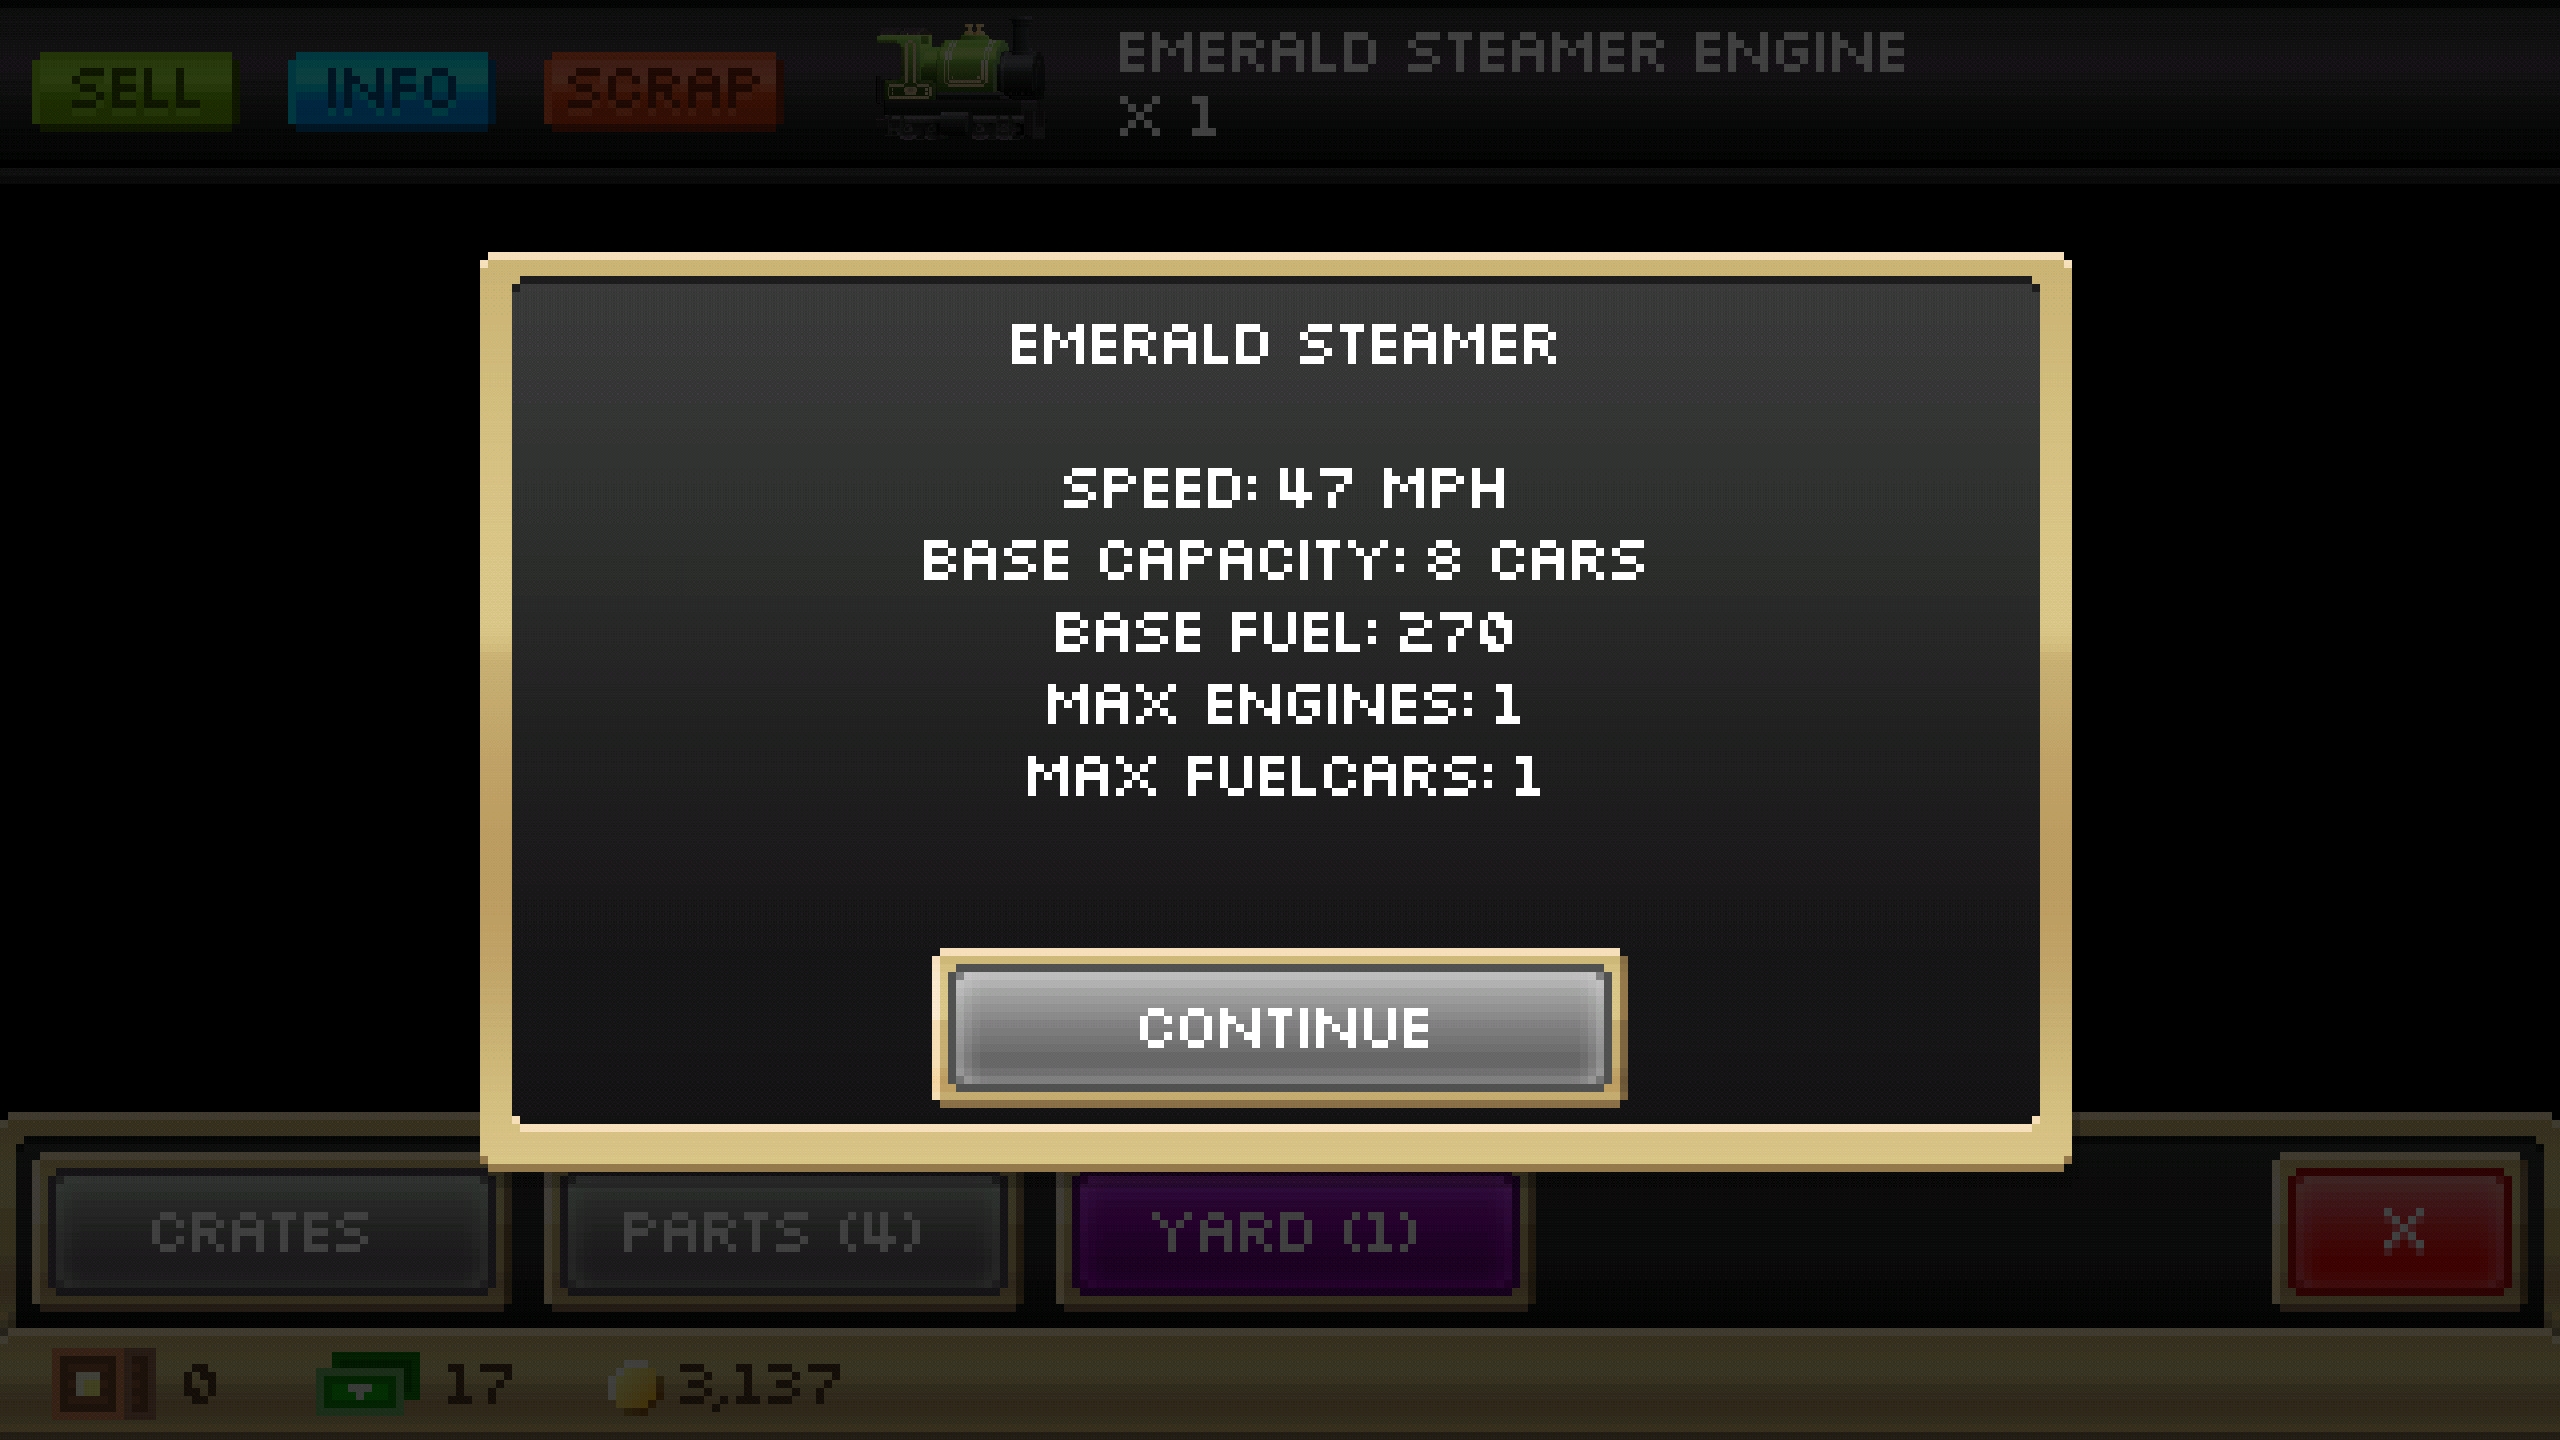 SELL
INFO
SCRAP
EMERALD STEAMER ENGINE
X 1
EMERALD STEAMER
SPEED: 47 MPH
BASE CAPACITY: 8 CARS
BASE FUEL: 270
MAX ENGINES: 1
MAX FUELCARS: 1
CONTINUE
CRATES
PARTS (4)
YARD (1)
X
0
17
3,137